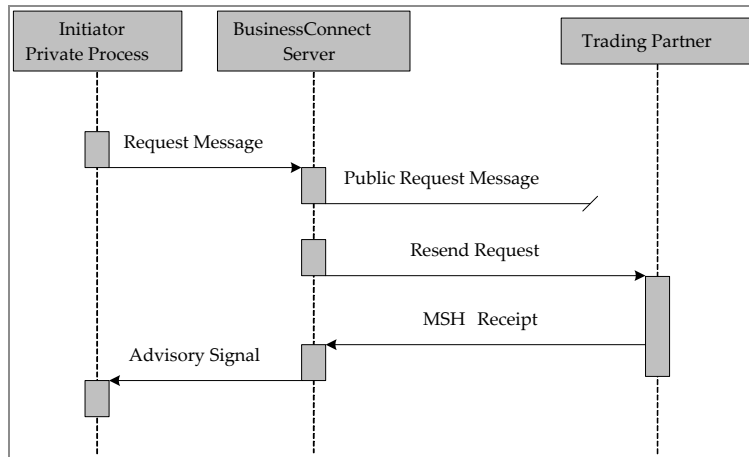 Initiator
Private Process
BusinessConnect
Server
Trading Partner
Request Message
Public Request Message
Resend Request
MSH Receipt
Advisory Signal